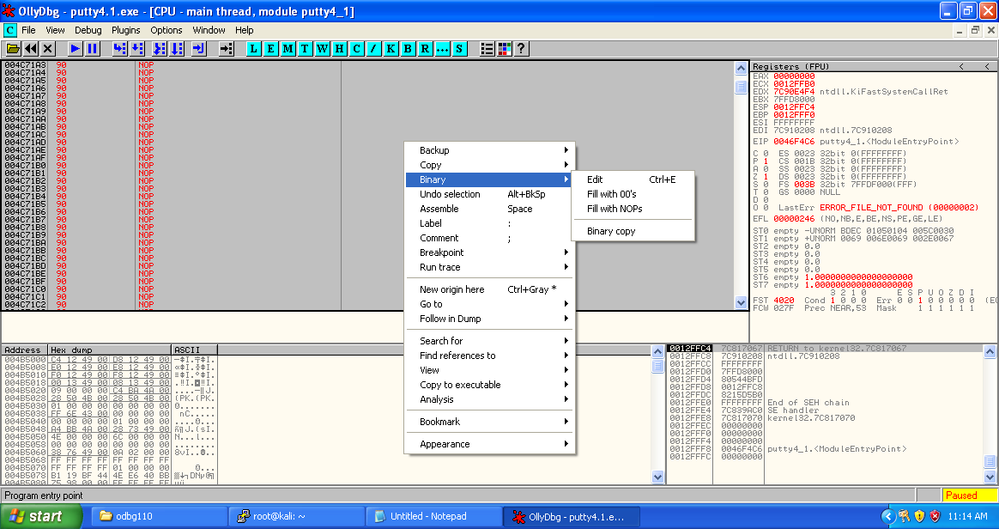 OllyDbg - putty4.1.exe - [CPU - main thread, module putty4_1]
C File View Debug Plugins Options Window Help
L E M T W H C / K B R ... S ?
004C71A3 90 NOP
004C71A4 90 NOP
004C71A5 90 NOP
004C71A6 90 NOP
004C71A7 90 NOP
004C71A8 90 NOP
004C71A9 90 NOP
004C71AA 90 NOP
004C71AB 90 NOP
004C71AC 90 NOP
004C71AD 90 NOP
004C71AE 90 NOP
004C71AF 90 NOP
004C71B0 90 NOP
004C71B1 90 NOP
004C71B2 90 NOP
004C71B3 90 NOP
004C71B4 90 NOP
004C71B5 90 NOP
004C71B6 90 NOP
004C71B7 90 NOP
004C71B8 90 NOP
004C71B9 90 NOP
004C71BA 90 NOP
004C71BB 90 NOP
004C71BC 90 NOP
004C71BD 90 NOP
004C71BE 90 NOP
004C71BF 90 NOP
004C71C0 90 NOP
004C71C1 90 NOP
004C71C2 90 NOP
Registers (FPU) < <
EAX 00000000
ECX 0012FFB0
EDX 7C90E4F4 ntdll.KiFastSystemCallRet
EBX 7FFD8000
ESP 0012FFC4
EBP 0012FFF0
ESI FFFFFFFF
EDI 7C910208 ntdll.7C910208
EIP 0046F4C6 putty4_1.<ModuleEntryPoint>
C 0 ES 0023 32bit 0(FFFFFFFF)
P 1 CS 001B 32bit 0(FFFFFFFF)
A 0 SS 0023 32bit 0(FFFFFFFF)
Z 1 DS 0023 32bit 0(FFFFFFFF)
S 0 FS 003B 32bit 7FFDF000(FFF)
T 0 GS 0000 NULL
D 0
O 0 LastErr ERROR_FILE_NOT_FOUND (00000002)
EFL 00000246 (NO,NB,E,BE,NS,PE,GE,LE)
ST0 empty -UNORM BDEC 01050104 005C0030
ST1 empty +UNORM 0069 006E0069 002E0067
ST2 empty 0.0
ST3 empty 0.0
ST4 empty 0.0
ST5 empty 0.0
ST6 empty 1.0000000000000000000
ST7 empty 1.0000000000000000000
3 2 1 0 E S P U O Z D I
FST 4020 Cond 1 0 0 0 Err 0 0 1 0 0 0 0 0 (EQ
FCW 027F Prec NEAR,53 Mask 1 1 1 1 1 1
Backup
Copy
Binary
Undo selection Alt+BkSp
Assemble Space
Label :
Comment ;
Breakpoint
Run trace
New origin here Ctrl+Gray *
Go to
Follow in Dump
Search for
Find references to
View
Copy to executable
Analysis
Bookmark
Appearance
Edit Ctrl+E
Fill with 00's
Fill with NOPs
Binary copy
Address Hex dump ASCII
004B5000 C4 12 49 00 D8 12 49 00
004B5008 E0 12 49 00 E8 12 49 00
004B5010 F0 12 49 00 F8 12 49 00
004B5018 00 13 49 00 08 13 49 00
004B5020 09 00 00 00 C4 BA 4A 00
004B5028 28 50 4B 00 28 50 4B 00 (PK.(PK.
004B5030 01 00 00 00 00 00 00 00
004B5038 FF 6E 43 00 00 00 00 00 nC.....
004B5040 00 00 00 00 01 00 00 00
004B5048 A4 BB 4A 00 28 73 49 00
004B5050 4E 00 00 00 6C 00 00 00 N...l...
004B5058 00 00 00 00 00 00 00 00 ........
004B5060 38 76 49 00 0A 02 00 00
004B5068 FF FF FF FF FF FF FF FF
004B5070 FF FF FF FF 01 00 00 00
004B5078 B1 19 BF 44 4E E6 40 BB
0012FFC4 7C817067 RETURN to kernel32.7C817067
0012FFC8 7C910208 ntdll.7C910208
0012FFCC FFFFFFFF
0012FFD0 7FFD8000
0012FFD4 80544BFD
0012FFD8 0012FFC8
0012FFDC 8215D5B0
0012FFE0 FFFFFFFF End of SEH chain
0012FFE4 7C839AC0 SE handler
0012FFE8 7C817070 kernel32.7C817070
0012FFEC 00000000
0012FFF0 00000000
0012FFF4 00000000
0012FFF8 0046F4C6 putty4_1.<ModuleEntryPoint>
0012FFFC 00000000
Program entry point
Paused
start
odbg110
root@kali: ~
Untitled - Notepad
OllyDbg - putty4.1.e...
11:14 AM